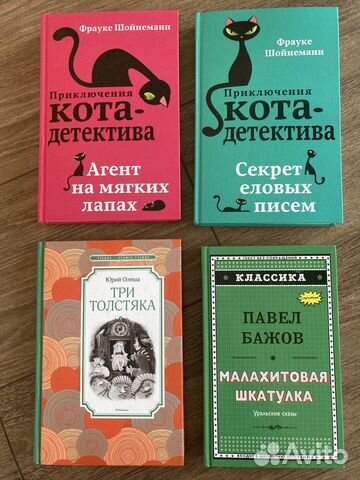 Фрауке Шойнеманн
Приключения
кота-
детектива
Агент
на мягких
лапах
Фрауке
Шойнеманн
Приключения
кота-
детектива
Секрет
еловых
писем
Юрий Олеша
ТРИ
ТОЛСТЯКА
КЛАССИКА
ПАВЕЛ
БАЖОВ
МАЛАХИТОВАЯ
ШКАТУЛКА
Уральские сказы
Avito